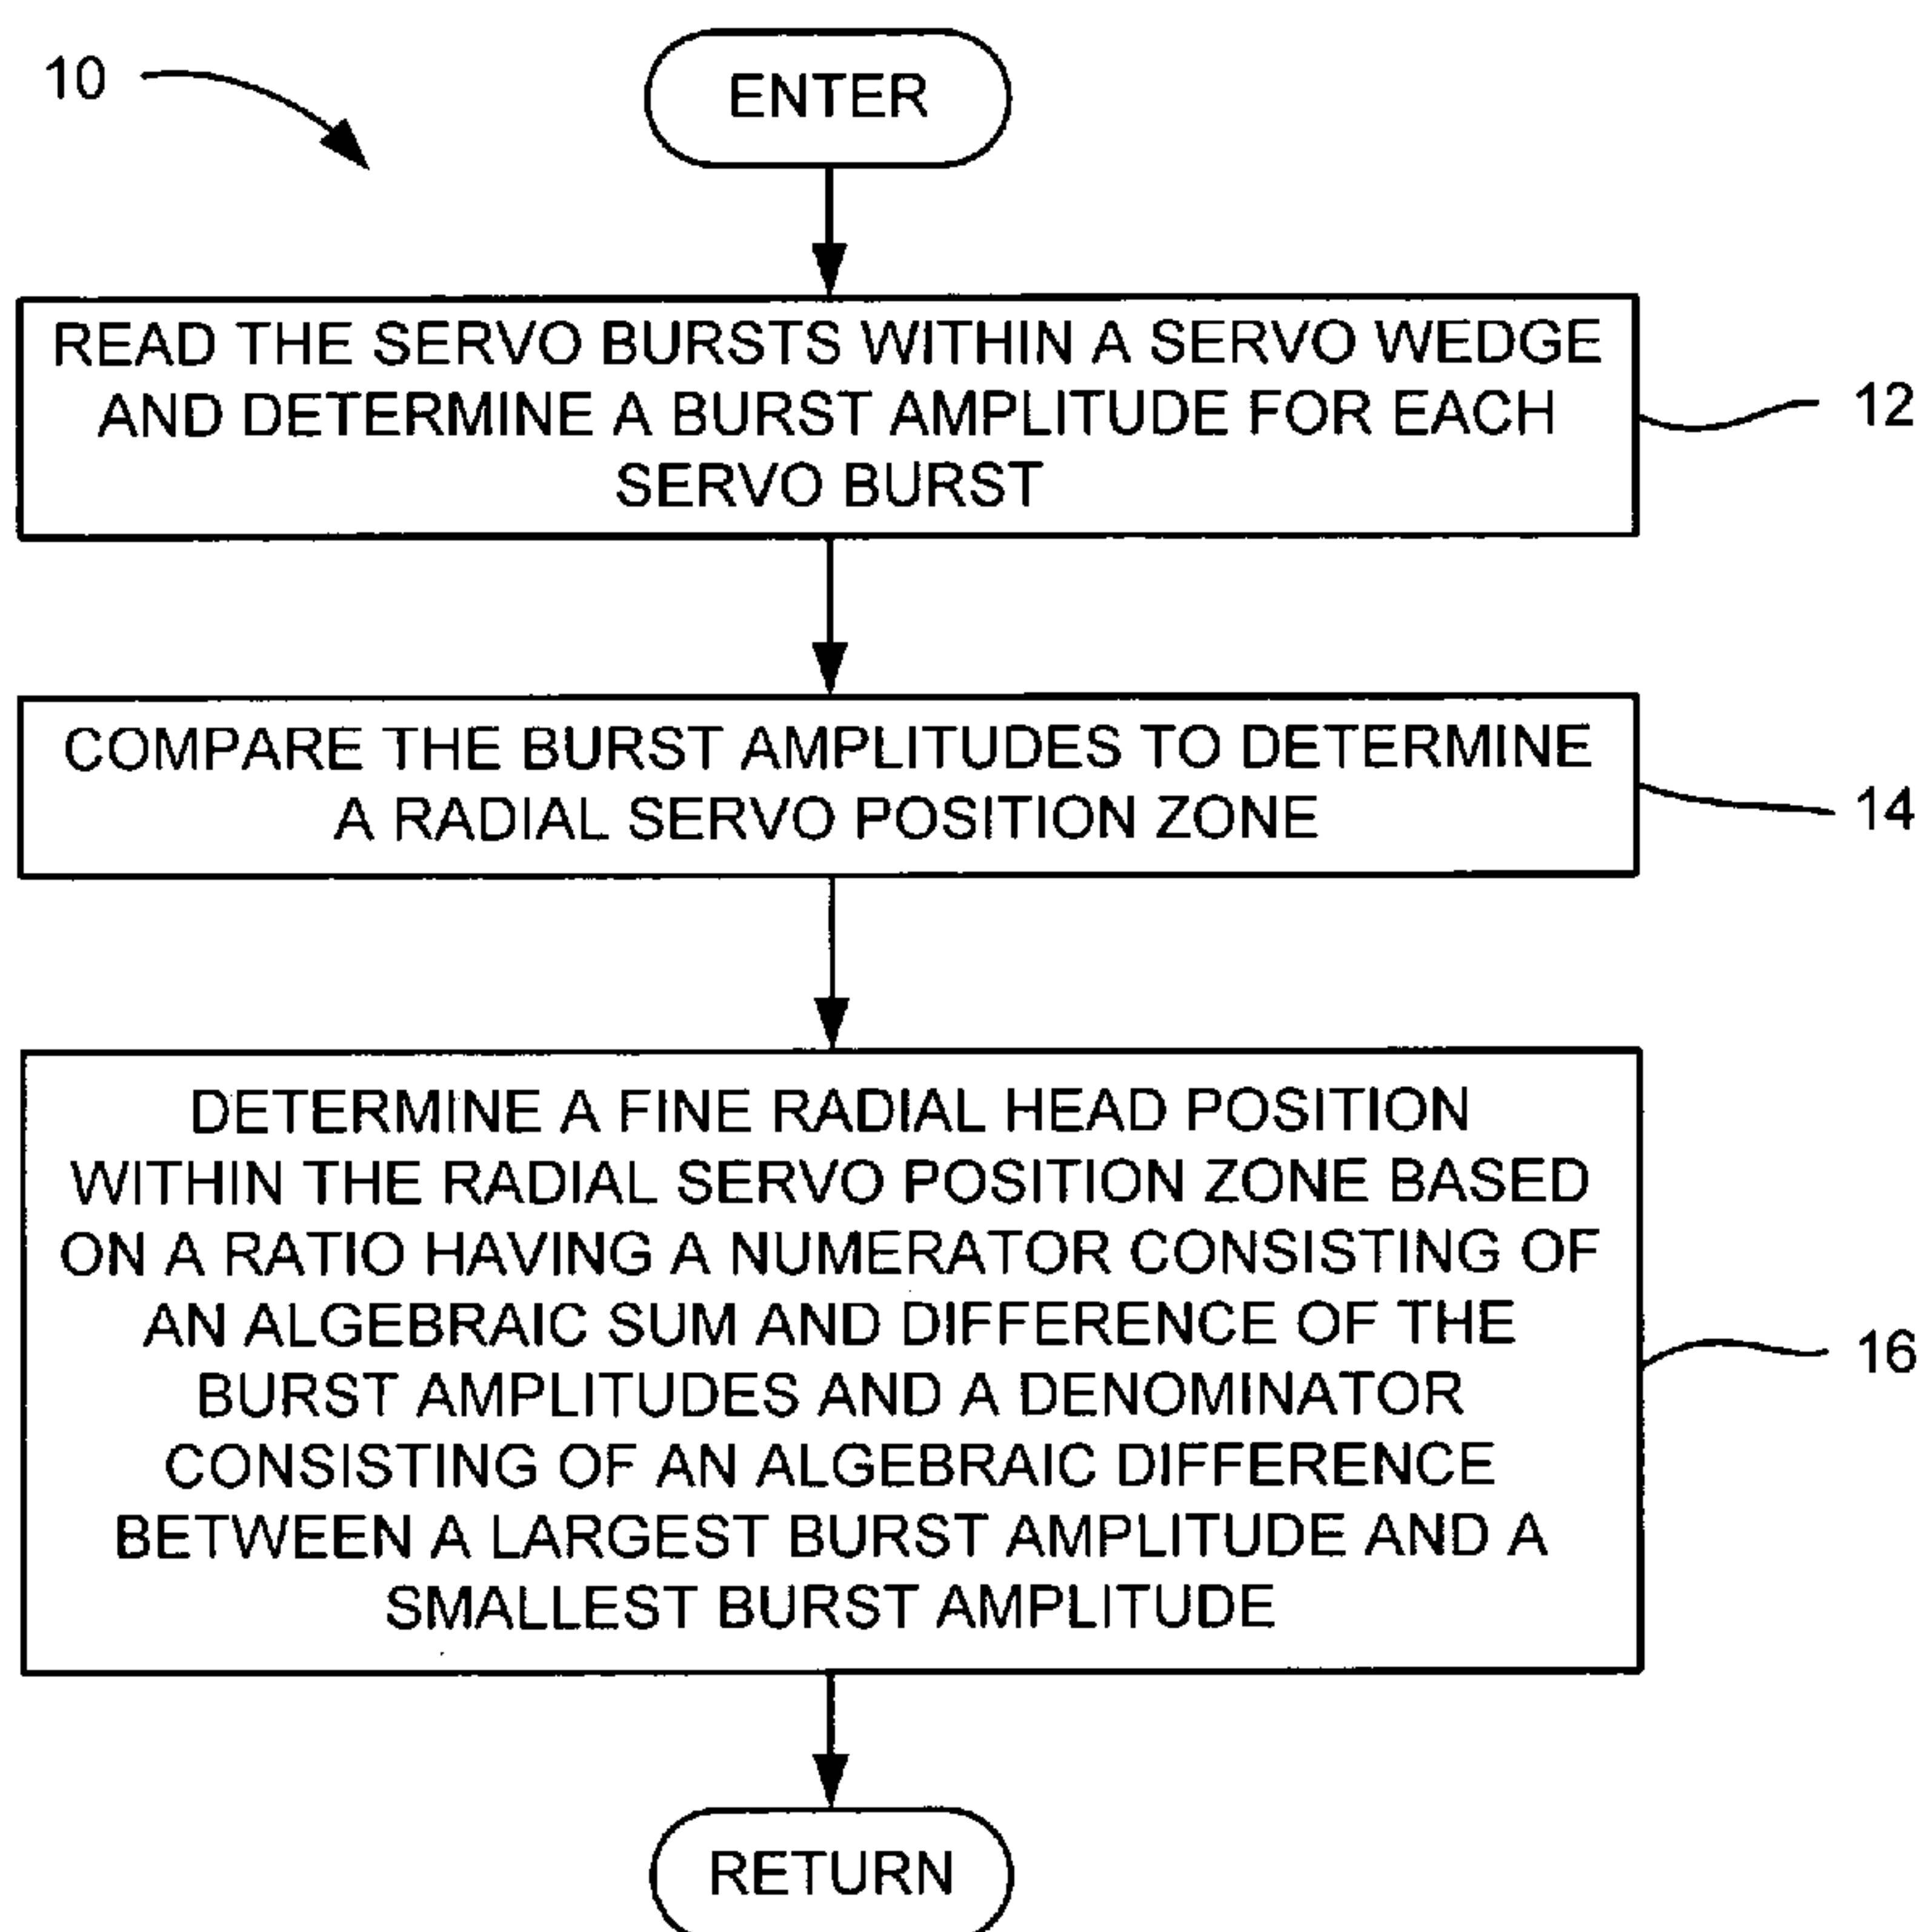 10
ENTER
READ THE SERVO BURSTS WITHIN A SERVO WEDGE
AND DETERMINE A BURST AMPLITUDE FOR EACH
SERVO BURST
12
COMPARE THE BURST AMPLITUDES TO DETERMINE
A RADIAL SERVO POSITION ZONE
14
DETERMINE A FINE RADIAL HEAD POSITION
WITHIN THE RADIAL SERVO POSITION ZONE BASED
ON A RATIO HAVING A NUMERATOR CONSISTING OF
AN ALGEBRAIC SUM AND DIFFERENCE OF THE
BURST AMPLITUDES AND A DENOMINATOR
CONSISTING OF AN ALGEBRAIC DIFFERENCE
BETWEEN A LARGEST BURST AMPLITUDE AND A
SMALLEST BURST AMPLITUDE
16
RETURN